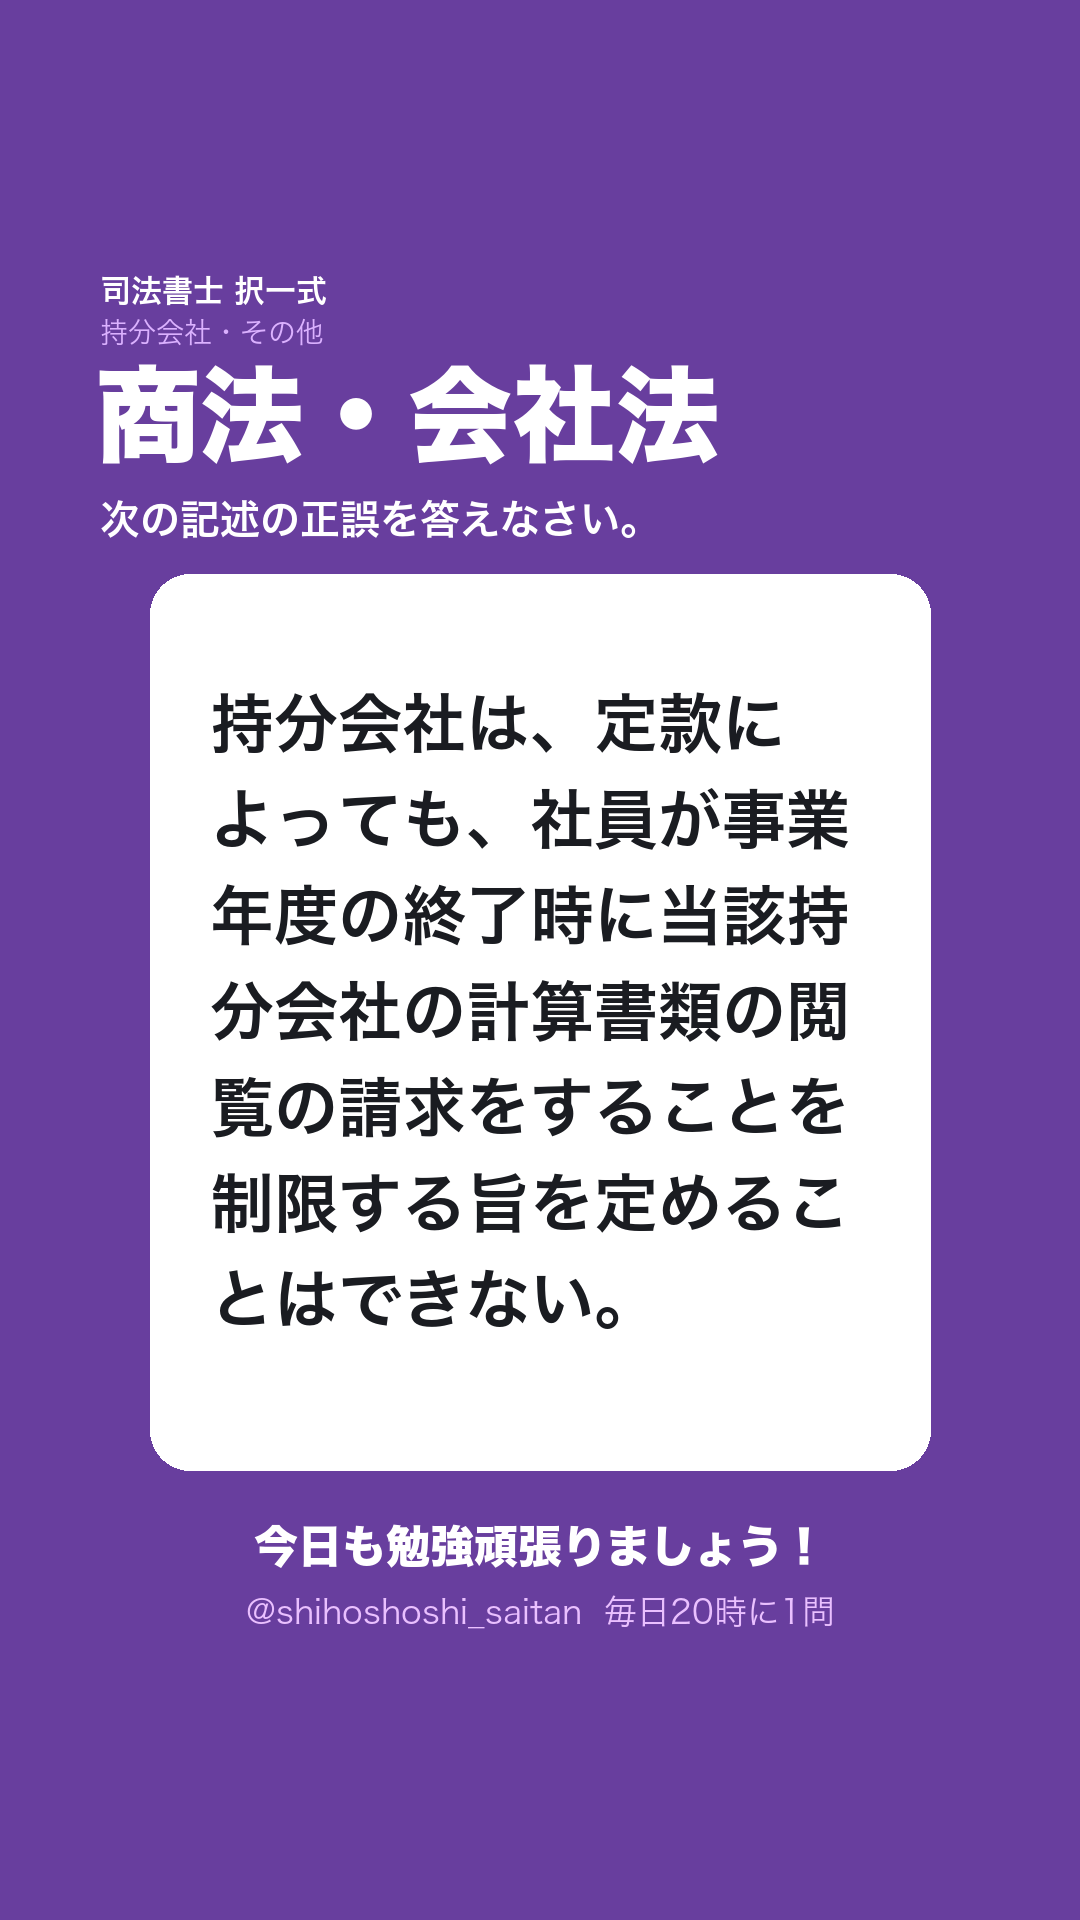 司法書士 択一式
持分会社・その他
商法・会社法
次の記述の正誤を答えなさい。
持分会社は、定款に
よっても、社員が事業
年度の終了時に当該持
分会社の計算書類の閲
覧の請求をすることを
制限する旨を定めるこ
とはできない。
今日も勉強頑張りましょう！
@shihoshoshi_saitan 毎日20時に1問